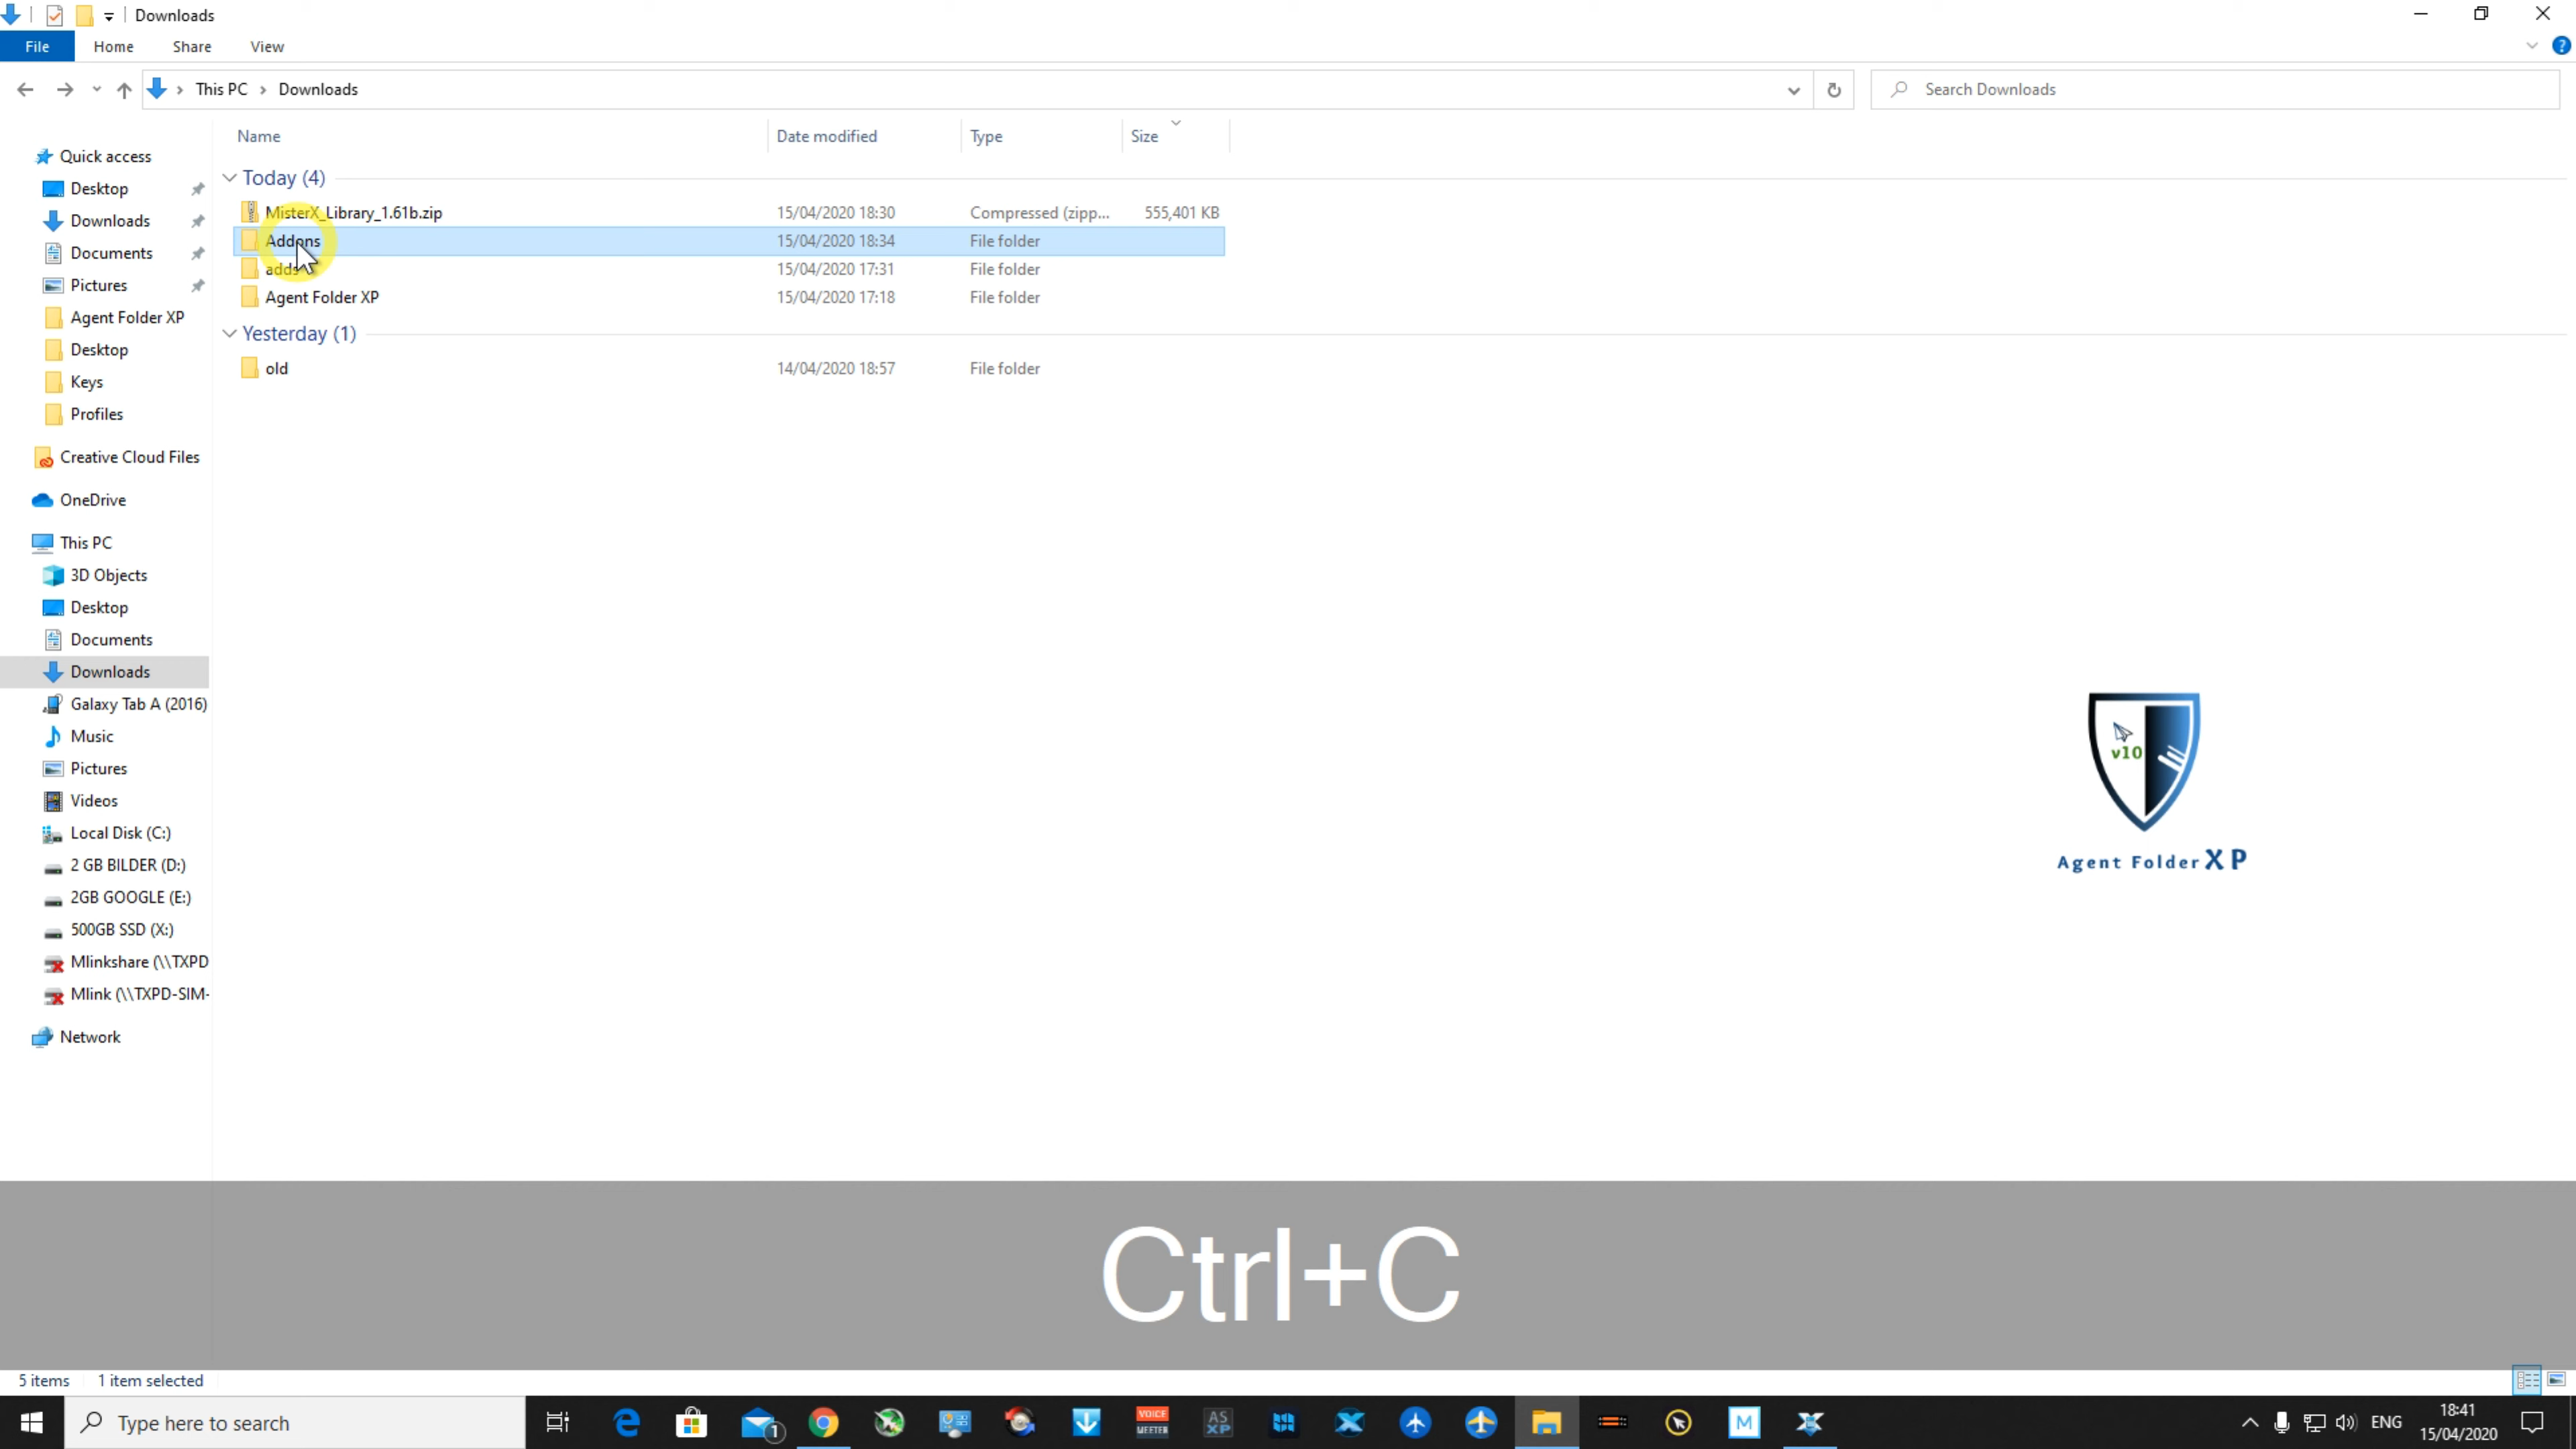 Downloads
File Home Share View
This PC Downloads
Search Downloads
Name Date modified Type Size
Quick access
Desktop
Downloads
Documents
Pictures
Agent Folder XP
Desktop
Keys
Profiles
Creative Cloud Files
OneDrive
This PC
3D Objects
Desktop
Documents
Downloads
Galaxy Tab A (2016)
Music
Pictures
Videos
Local Disk (C:)
2 GB BILDER (D:)
2GB GOOGLE (E:)
500GB SSD (X:)
Mlinkshare (\\TXPD
Mlink (\\TXPD-SIM-
Network
Today (4)
MisterX_Library_1.61b.zip 15/04/2020 18:30 Compressed (zipp... 555,401 KB
Addons 15/04/2020 18:34 File folder
adds 15/04/2020 17:31 File folder
Agent Folder XP 15/04/2020 17:18 File folder
Yesterday (1)
old 14/04/2020 18:57 File folder
v10
Agent Folder XP
Ctrl+C
5 items 1 item selected
Type here to search
1
VOICE
MEETER
AS
XP
M
ENG
18:41
15/04/2020